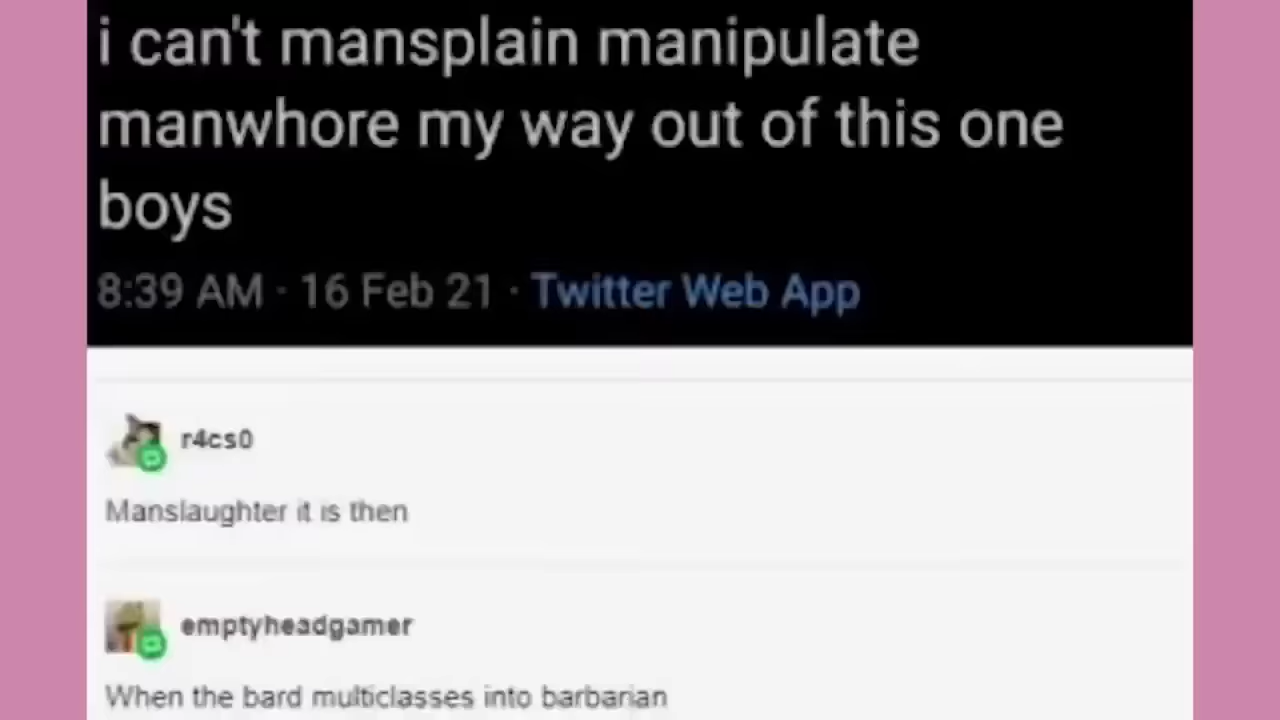 i can't mansplain manipulate
manwhore my way out of this one
boys
8:39 AM · 16 Feb 21 · Twitter Web App
r4cs0
Manslaughter it is then
emptyheadgamer
When the bard multiclasses into barbarian